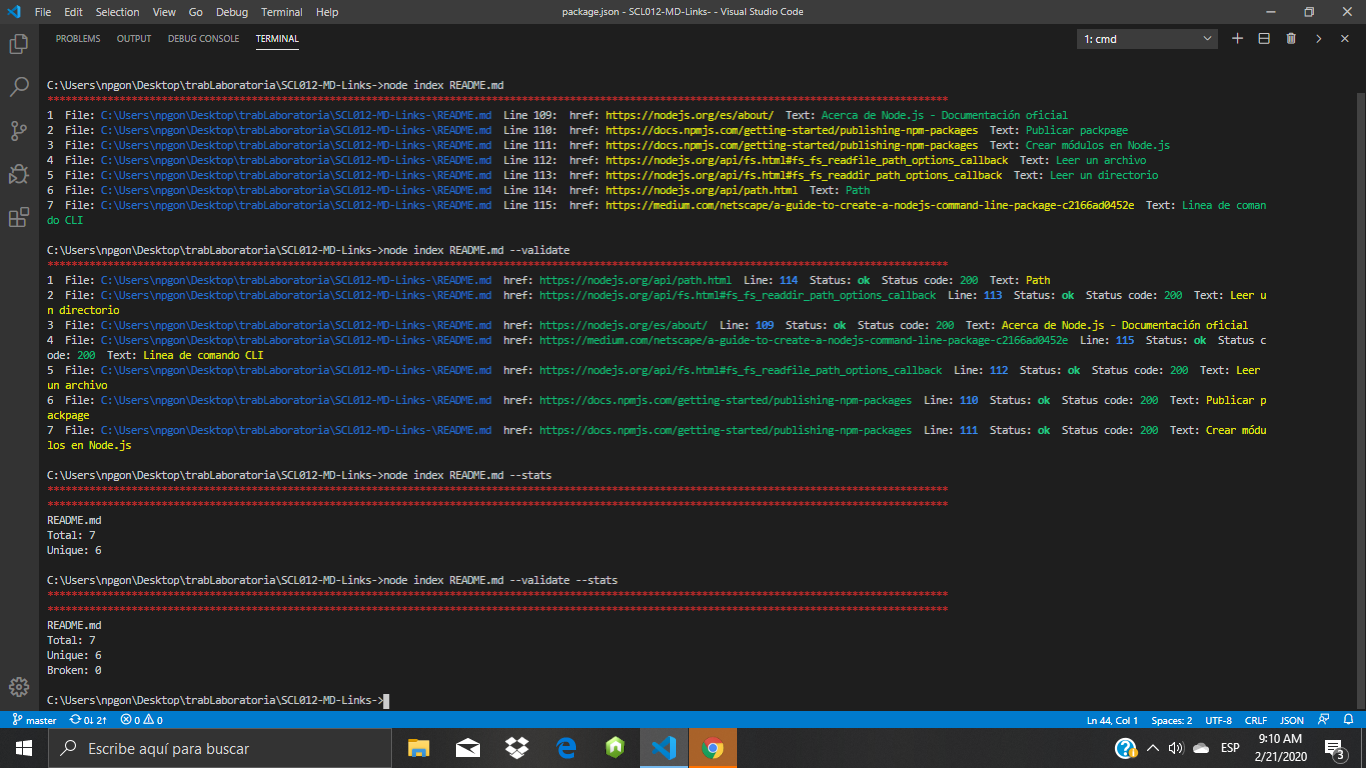 File Edit Selection View Go Debug Terminal Help package.json - SCL012-MD-Links- - Visual Studio Code
PROBLEMS OUTPUT DEBUG CONSOLE TERMINAL 1: cmd
C:\Users\npgon\Desktop\trabLaboratoria\SCL012-MD-Links->node index README.md
******************************************************************************************************************************************************
1 File: C:\Users\npgon\Desktop\trabLaboratoria\SCL012-MD-Links-\README.md Line 109: href: https://nodejs.org/es/about/ Text: Acerca de Node.js - Documentación oficial
2 File: C:\Users\npgon\Desktop\trabLaboratoria\SCL012-MD-Links-\README.md Line 110: href: https://docs.npmjs.com/getting-started/publishing-npm-packages Text: Publicar packpage
3 File: C:\Users\npgon\Desktop\trabLaboratoria\SCL012-MD-Links-\README.md Line 111: href: https://docs.npmjs.com/getting-started/publishing-npm-packages Text: Crear módulos en Node.js
4 File: C:\Users\npgon\Desktop\trabLaboratoria\SCL012-MD-Links-\README.md Line 112: href: https://nodejs.org/api/fs.html#fs_fs_readfile_path_options_callback Text: Leer un archivo
5 File: C:\Users\npgon\Desktop\trabLaboratoria\SCL012-MD-Links-\README.md Line 113: href: https://nodejs.org/api/fs.html#fs_fs_readdir_path_options_callback Text: Leer un directorio
6 File: C:\Users\npgon\Desktop\trabLaboratoria\SCL012-MD-Links-\README.md Line 114: href: https://nodejs.org/api/path.html Text: Path
7 File: C:\Users\npgon\Desktop\trabLaboratoria\SCL012-MD-Links-\README.md Line 115: href: https://medium.com/netscape/a-guide-to-create-a-nodejs-command-line-package-c2166ad0452e Text: Linea de coman
do CLI
C:\Users\npgon\Desktop\trabLaboratoria\SCL012-MD-Links->node index README.md --validate
******************************************************************************************************************************************************
1 File: C:\Users\npgon\Desktop\trabLaboratoria\SCL012-MD-Links-\README.md href: https://nodejs.org/api/path.html Line: 114 Status: ok Status code: 200 Text: Path
2 File: C:\Users\npgon\Desktop\trabLaboratoria\SCL012-MD-Links-\README.md href: https://nodejs.org/api/fs.html#fs_fs_readdir_path_options_callback Line: 113 Status: ok Status code: 200 Text: Leer u
n directorio
3 File: C:\Users\npgon\Desktop\trabLaboratoria\SCL012-MD-Links-\README.md href: https://nodejs.org/es/about/ Line: 109 Status: ok Status code: 200 Text: Acerca de Node.js - Documentación oficial
4 File: C:\Users\npgon\Desktop\trabLaboratoria\SCL012-MD-Links-\README.md href: https://medium.com/netscape/a-guide-to-create-a-nodejs-command-line-package-c2166ad0452e Line: 115 Status: ok Status c
ode: 200 Text: Linea de comando CLI
5 File: C:\Users\npgon\Desktop\trabLaboratoria\SCL012-MD-Links-\README.md href: https://nodejs.org/api/fs.html#fs_fs_readfile_path_options_callback Line: 112 Status: ok Status code: 200 Text: Leer
un archivo
6 File: C:\Users\npgon\Desktop\trabLaboratoria\SCL012-MD-Links-\README.md href: https://docs.npmjs.com/getting-started/publishing-npm-packages Line: 110 Status: ok Status code: 200 Text: Publicar p
ackpage
7 File: C:\Users\npgon\Desktop\trabLaboratoria\SCL012-MD-Links-\README.md href: https://docs.npmjs.com/getting-started/publishing-npm-packages Line: 111 Status: ok Status code: 200 Text: Crear módu
los en Node.js
C:\Users\npgon\Desktop\trabLaboratoria\SCL012-MD-Links->node index README.md --stats
******************************************************************************************************************************************************
******************************************************************************************************************************************************
README.md
Total: 7
Unique: 6
C:\Users\npgon\Desktop\trabLaboratoria\SCL012-MD-Links->node index README.md --validate --stats
******************************************************************************************************************************************************
******************************************************************************************************************************************************
README.md
Total: 7
Unique: 6
Broken: 0
C:\Users\npgon\Desktop\trabLaboratoria\SCL012-MD-Links->
master 0↓ 2↑ 0 0 Ln 44, Col 1 Spaces: 2 UTF-8 CRLF JSON
Escribe aquí para buscar ESP 9:10 AM
2/21/2020 3